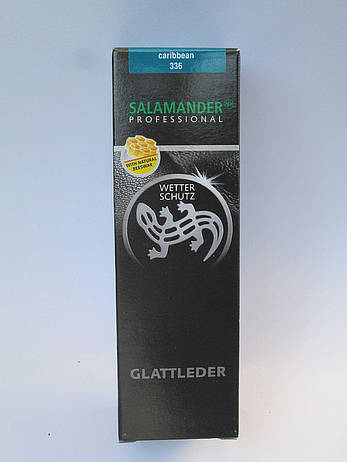 caribbean
336
SALAMANDER
PROFESSIONAL
WITH NATURAL
BEESWAX
WETTER
SCHUTZ
GLATTLEDER